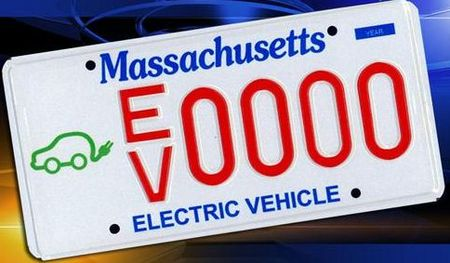 Massachusetts
YEAR
EV0000
ELECTRIC VEHICLE